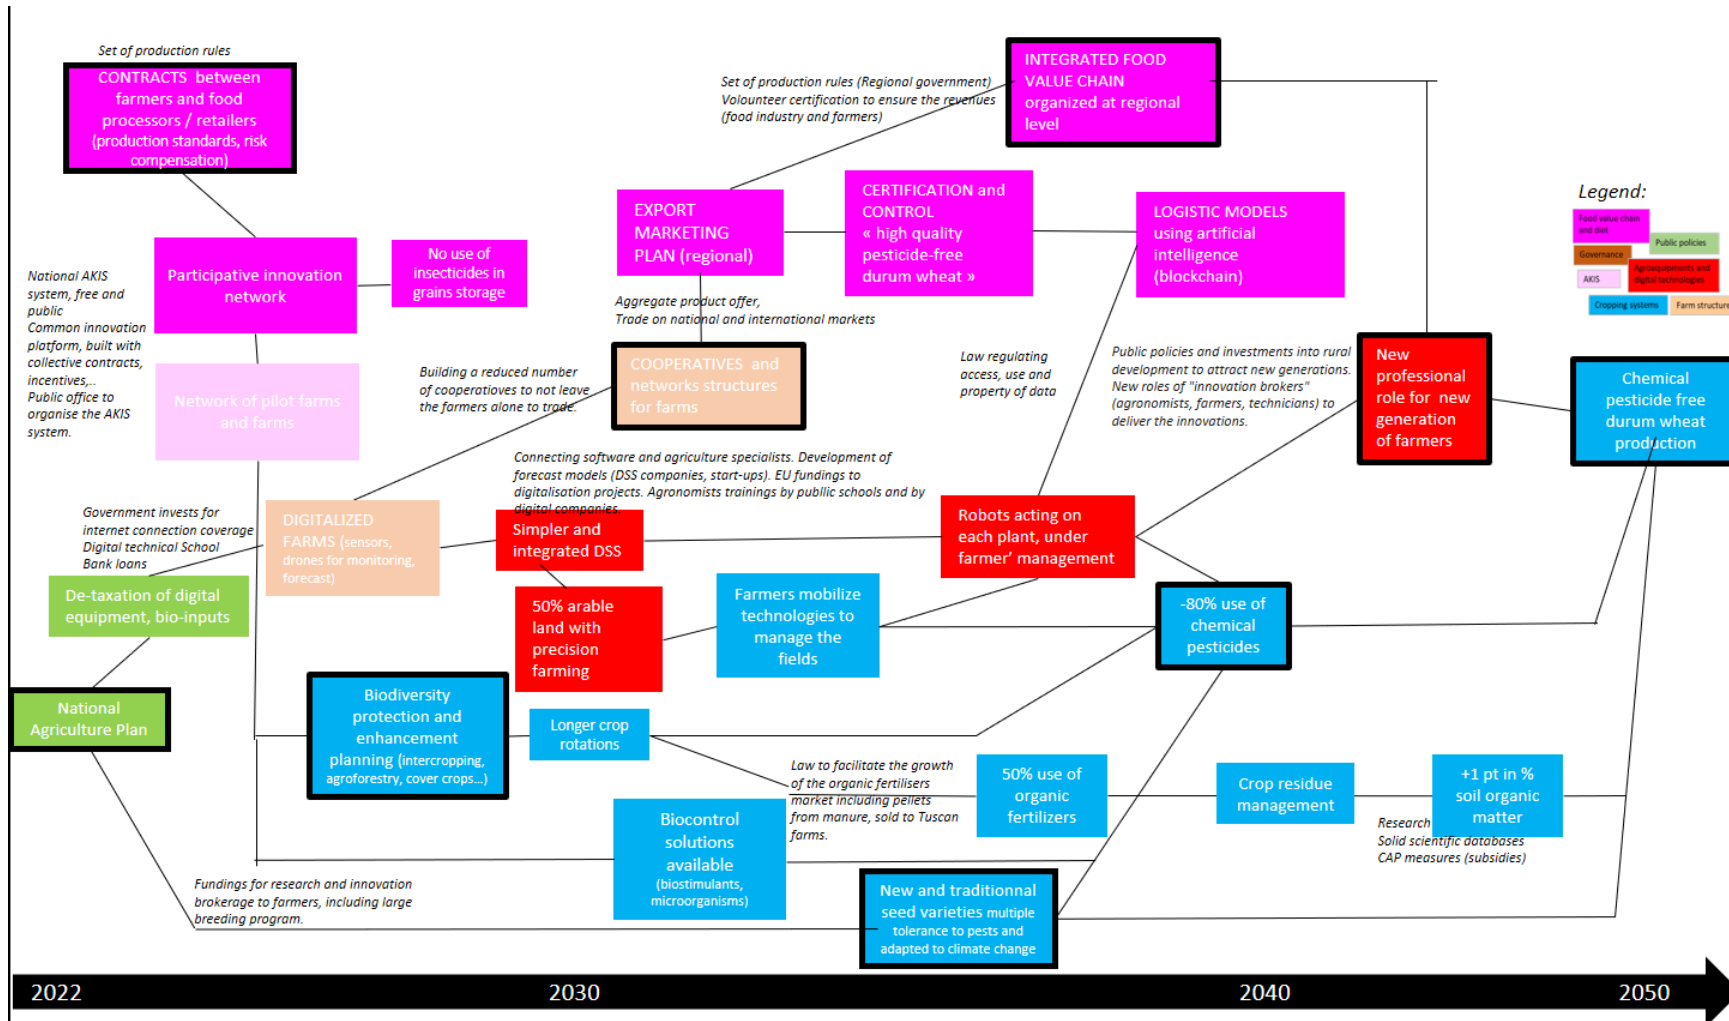 Set of production rules
CONTRACTS between
farmers and food
processors / retailers
(production standards, risk
compensation)
Set of production rules (Regional government)
Volounteer certification to ensure the revenues
(food industry and farmers)
INTEGRATED FOOD
VALUE CHAIN
organized at regional
level
EXPORT
MARKETING
PLAN (regional)
CERTIFICATION and
CONTROL
« high quality
pesticide-free
durum wheat »
LOGISTIC MODELS
using artificial
intelligence
(blockchain)
Legend:
Food value chain
and diet
Public policies
Governance
Agroequipments and
digital technologies
AKIS
Cropping systems
Farm structure
National AKIS
system, free and
public
Common innovation
platform, built with
collective contracts,
incentives,..
Public office to
organise the AKIS
system.
Participative innovation
network
No use of
insecticides in
grains storage
Aggregate product offer,
Trade on national and international markets
Network of pilot farms
and farms
Building a reduced number
of cooperatioves to not leave
the farmers alone to trade.
COOPERATIVES and
networks structures
for farms
Law regulating
access, use and
property of data
Public policies and investments into rural
development to attract new generations.
New roles of "innovation brokers"
(agronomists, farmers, technicians) to
deliver the innovations.
New
professional
role for new
generation
of farmers
Chemical
pesticide free
durum wheat
production
Connecting software and agriculture specialists. Development of
forecast models (DSS companies, start-ups). EU fundings to
digitalisation projects. Agronomists trainings by publlic schools and by
digital companies.
Government invests for
internet connection coverage
Digital technical School
Bank loans
DIGITALIZED
FARMS (sensors,
drones for monitoring,
forecast)
Simpler and
integrated DSS
Robots acting on
each plant, under
farmer’ management
De-taxation of digital
equipment, bio-inputs
50% arable
land with
precision
farming
Farmers mobilize
technologies to
manage the
fields
-80% use of
chemical
pesticides
National
Agriculture Plan
Biodiversity
protection and
enhancement
planning (intercropping,
agroforestry, cover crops…)
Longer crop
rotations
Law to facilitate the growth
of the organic fertilisers
market including pellets
from manure, sold to Tuscan
farms.
50% use of
organic
fertilizers
Crop residue
management
+1 pt in %
soil organic
matter
Research
Solid scientific databases
CAP measures (subsidies)
Biocontrol
solutions
available
(biostimulants,
microorganisms)
Fundings for research and innovation
brokerage to farmers, including large
breeding program.
New and traditionnal
seed varieties multiple
tolerance to pests and
adapted to climate change
2022
2030
2040
2050